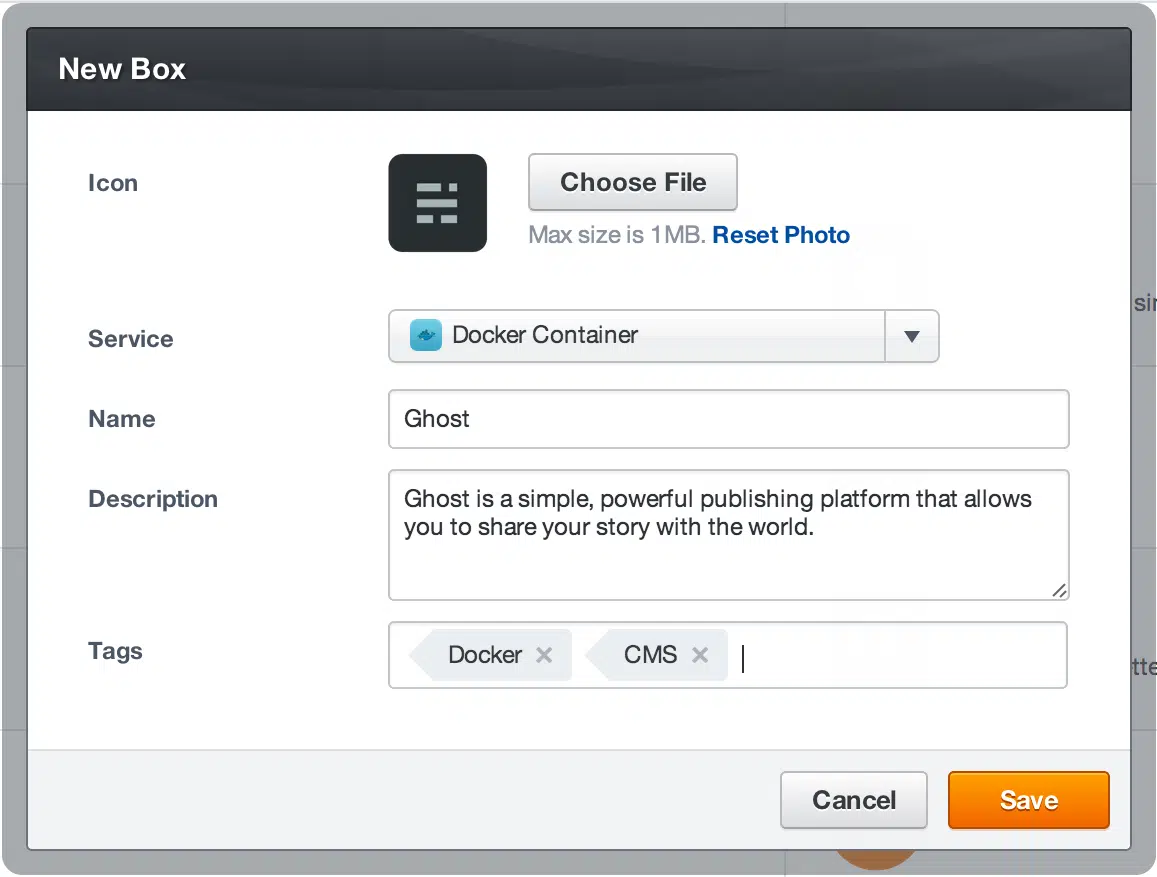 New Box
Icon
Choose File
Max size is 1MB. Reset Photo
Service
Docker Container
Name
Ghost
Description
Ghost is a simple, powerful publishing platform that allows
you to share your story with the world.
Tags
Docker
CMS
Cancel
Save